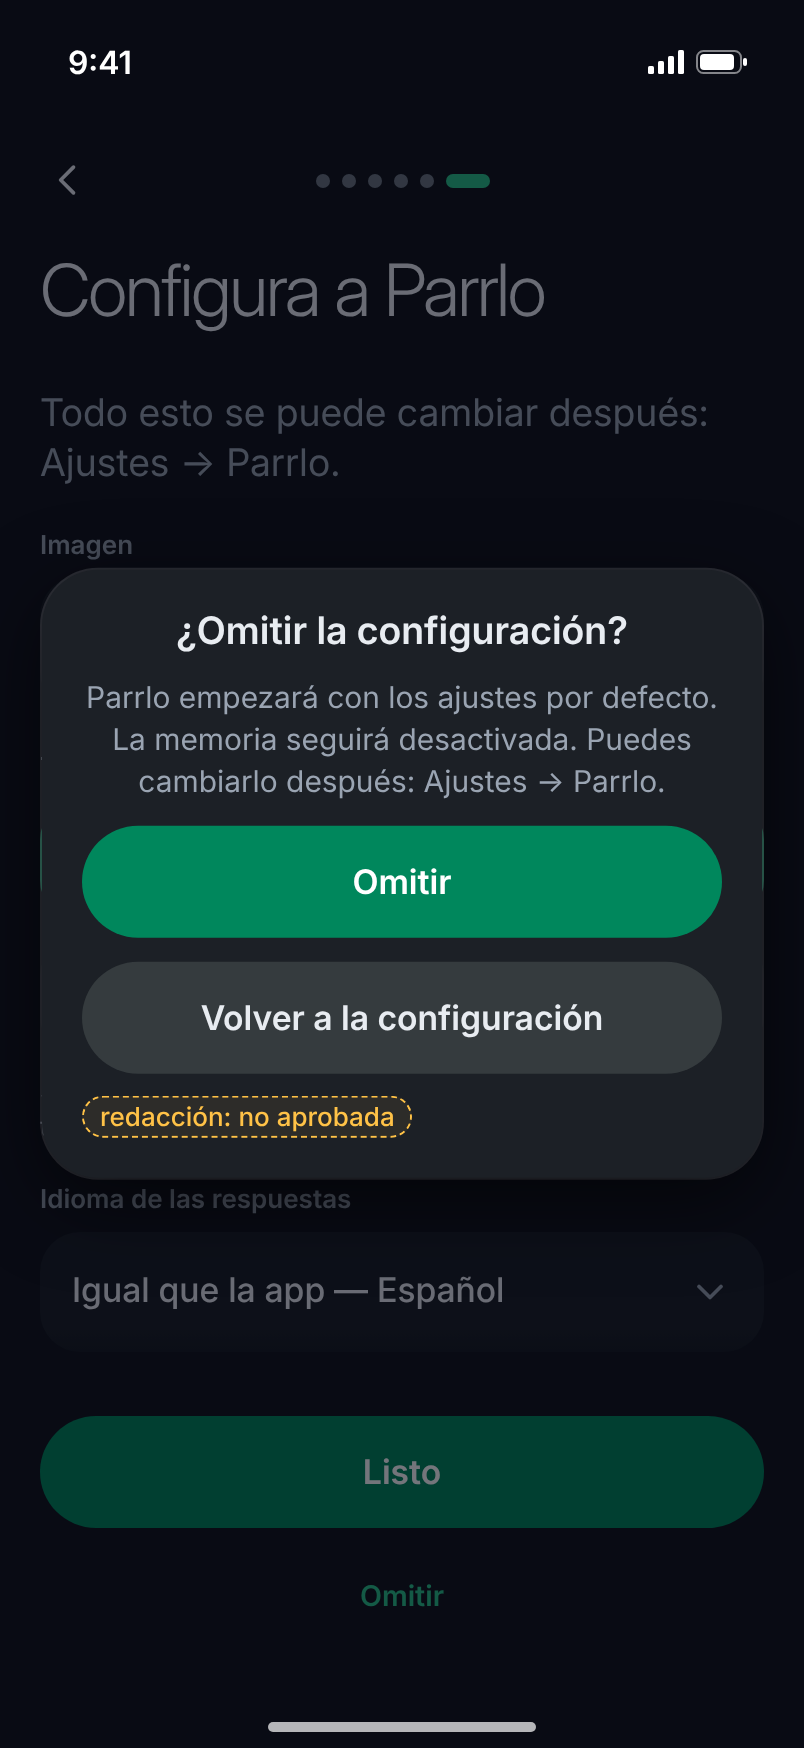 9:41
Configura a Parrlo
Todo esto se puede cambiar después:
Ajustes → Parrlo.
Imagen
¿Omitir la configuración?
Parrlo empezará con los ajustes por defecto.
La memoria seguirá desactivada. Puedes
cambiarlo después: Ajustes → Parrlo.
Omitir
Volver a la configuración
redacción: no aprobada
Idioma de las respuestas
Igual que la app — Español
Listo
Omitir